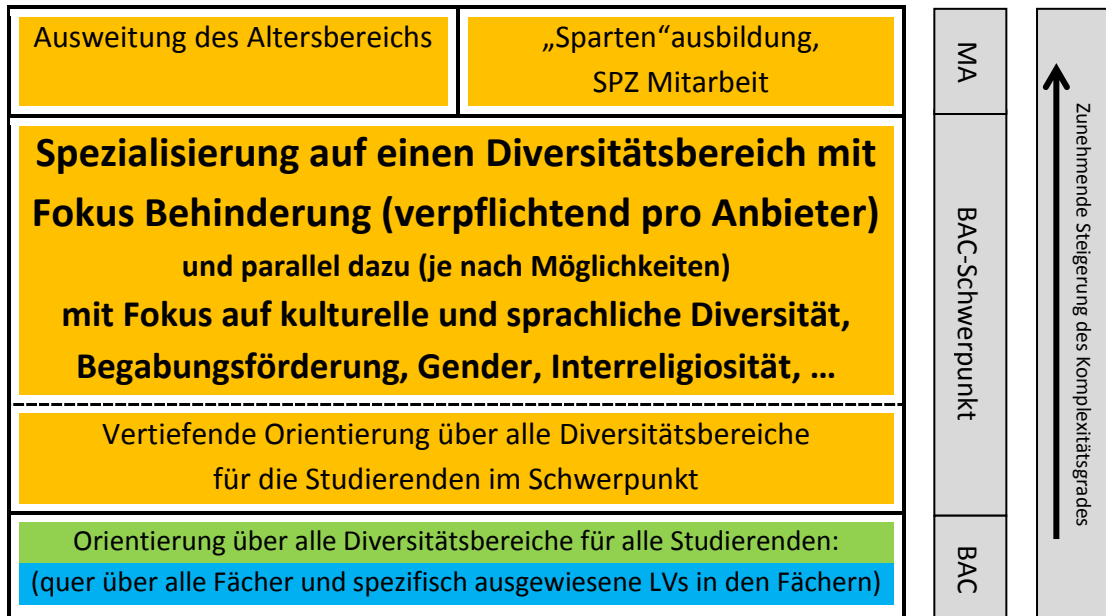 Ausweitung des Altersbereichs
„Sparten“ausbildung,
SPZ Mitarbeit
Spezialisierung auf einen Diversitätsbereich mit
Fokus Behinderung (verpflichtend pro Anbieter)
und parallel dazu (je nach Möglichkeiten)
mit Fokus auf kulturelle und sprachliche Diversität,
Begabungsförderung, Gender, Interreligiosität, …
Vertiefende Orientierung über alle Diversitätsbereiche
für die Studierenden im Schwerpunkt
Orientierung über alle Diversitätsbereiche für alle Studierenden:
(quer über alle Fächer und spezifisch ausgewiesene LVs in den Fächern)
MA
BAC-Schwerpunkt
BAC
Zunehmende Steigerung des Komplexitätsgrades